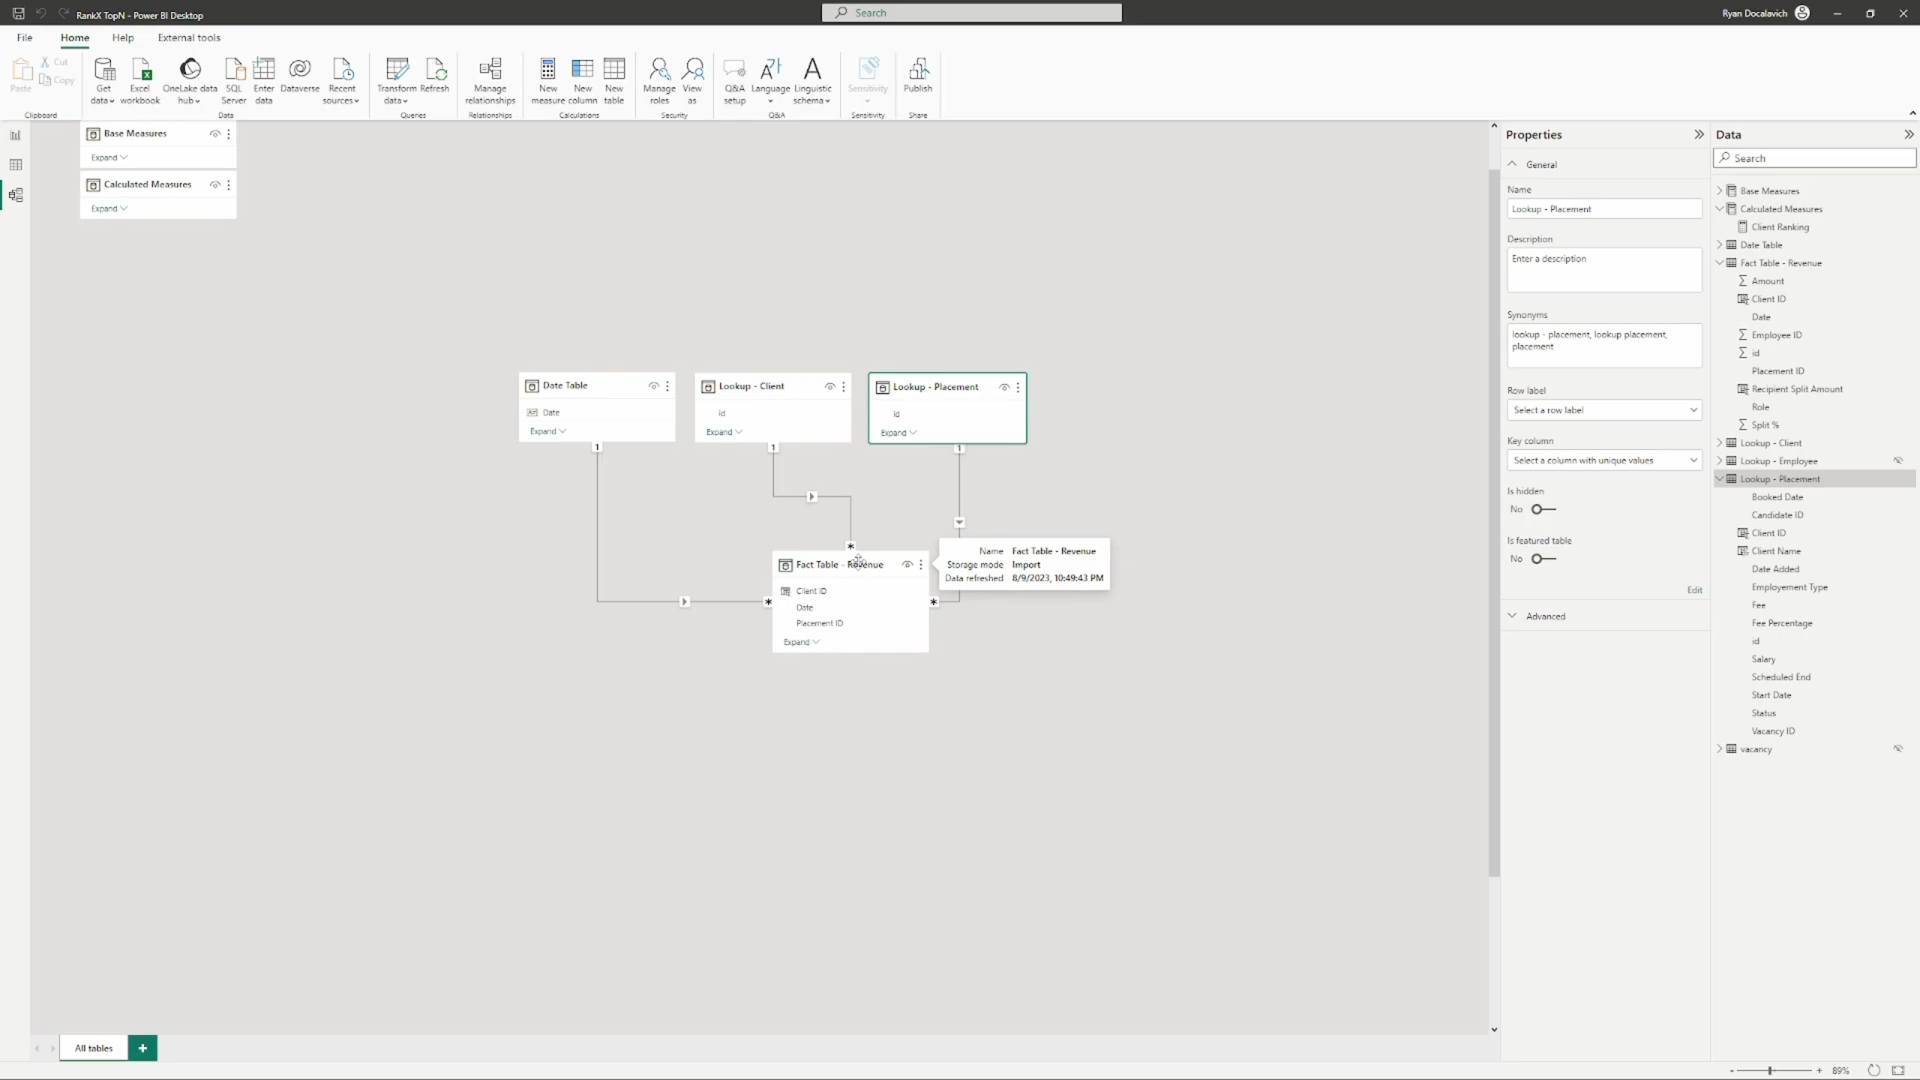 RankX TopN - Power BI Desktop
Search
Ryan Docalavich
File
Home
Help
External tools
Paste
Cut
Copy
Clipboard
Get data
Excel workbook
OneLake data hub
SQL Server
Enter data
Dataverse
Recent sources
Data
Transform data
Refresh
Queries
Manage relationships
Relationships
New measure
New column
New table
Calculations
Manage roles
View as
Security
Q&A setup
Language
Linguistic schema
Q&A
Sensitivity
Sensitivity
Publish
Share
Base Measures
Expand
Calculated Measures
Expand
Date Table
Date
Expand
1
Lookup - Client
id
Expand
1
Lookup - Placement
id
Expand
1
*
Fact Table - Revenue
Client ID
Date
Placement ID
Expand
*
*
Name Fact Table - Revenue
Storage mode Import
Data refreshed 8/9/2023, 10:49:43 PM
Properties
General
Name
Lookup - Placement
Description
Enter a description
Synonyms
lookup - placement, lookup placement,
placement
Row label
Select a row label
Key column
Select a column with unique values
Is hidden
No
Is featured table
No
Edit
Advanced
Data
Search
Base Measures
Calculated Measures
Client Ranking
Date Table
Fact Table - Revenue
Amount
Client ID
Date
Employee ID
id
Placement ID
Recipient Split Amount
Role
Split %
Lookup - Client
Lookup - Employee
Lookup - Placement
Booked Date
Candidate ID
Client ID
Client Name
Date Added
Employement Type
Fee
Fee Percentage
id
Salary
Scheduled End
Start Date
Status
Vacancy ID
vacancy
All tables
+
- + 89%